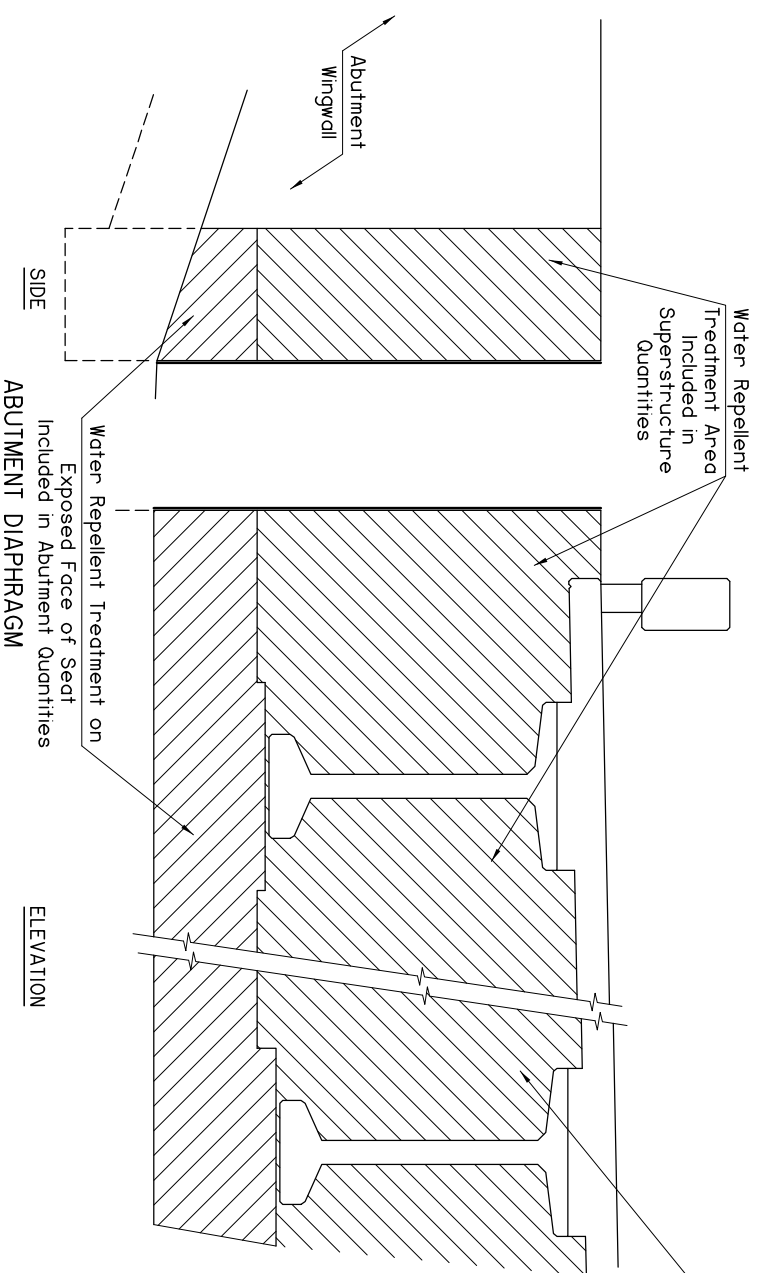 Water Repellent
Treatment Area
Included in
Superstructure
Quantities
Abutment
Wingwall
Water Repellent Treatment on
Exposed Face of Seat
Included in Abutment Quantities
SIDE
ELEVATION
ABUTMENT DIAPHRAGM